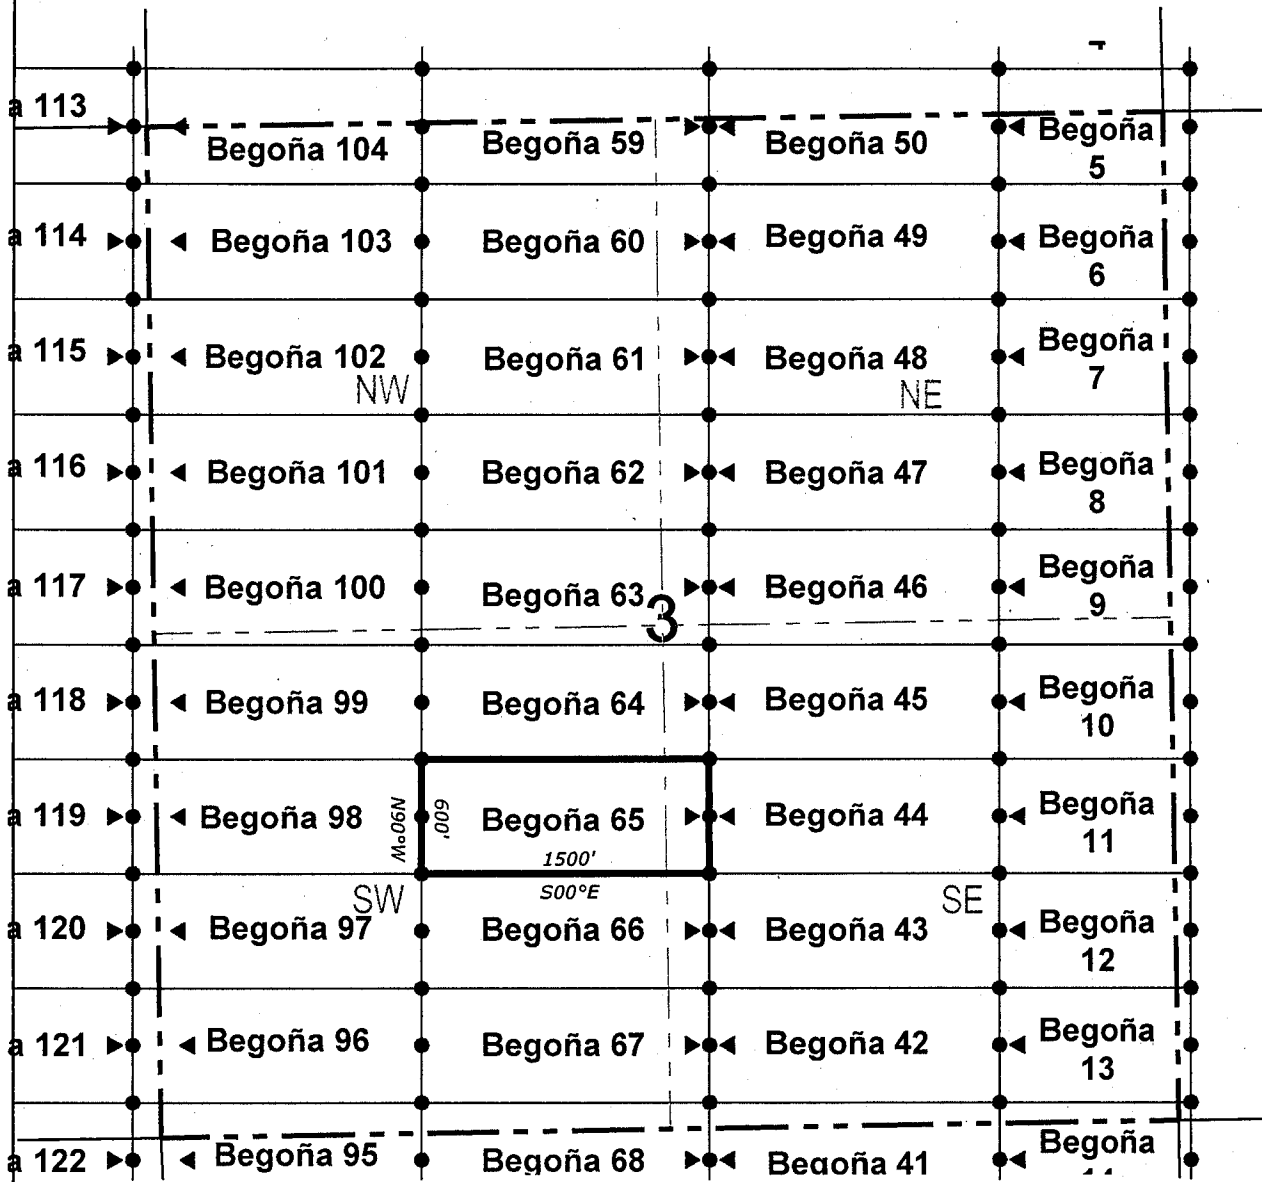 a 113
Begoña 104
Begoña 59
Begoña 50
Begoña
5
a 114
Begoña 103
Begoña 60
Begoña 49
Begoña
6
a 115
Begoña 102
Begoña 61
Begoña 48
Begoña
7
NW
NE
a 116
Begoña 101
Begoña 62
Begoña 47
Begoña
8
a 117
Begoña 100
Begoña 63
Begoña 46
Begoña
9
3
a 118
Begoña 99
Begoña 64
Begoña 45
Begoña
10
a 119
Begoña 98
N90°W
600'
Begoña 65
1500'
S00°E
Begoña 44
Begoña
11
SW
SE
a 120
Begoña 97
Begoña 66
Begoña 43
Begoña
12
a 121
Begoña 96
Begoña 67
Begoña 42
Begoña
13
a 122
Begoña 95
Begoña 68
Begoña 41
Begoña